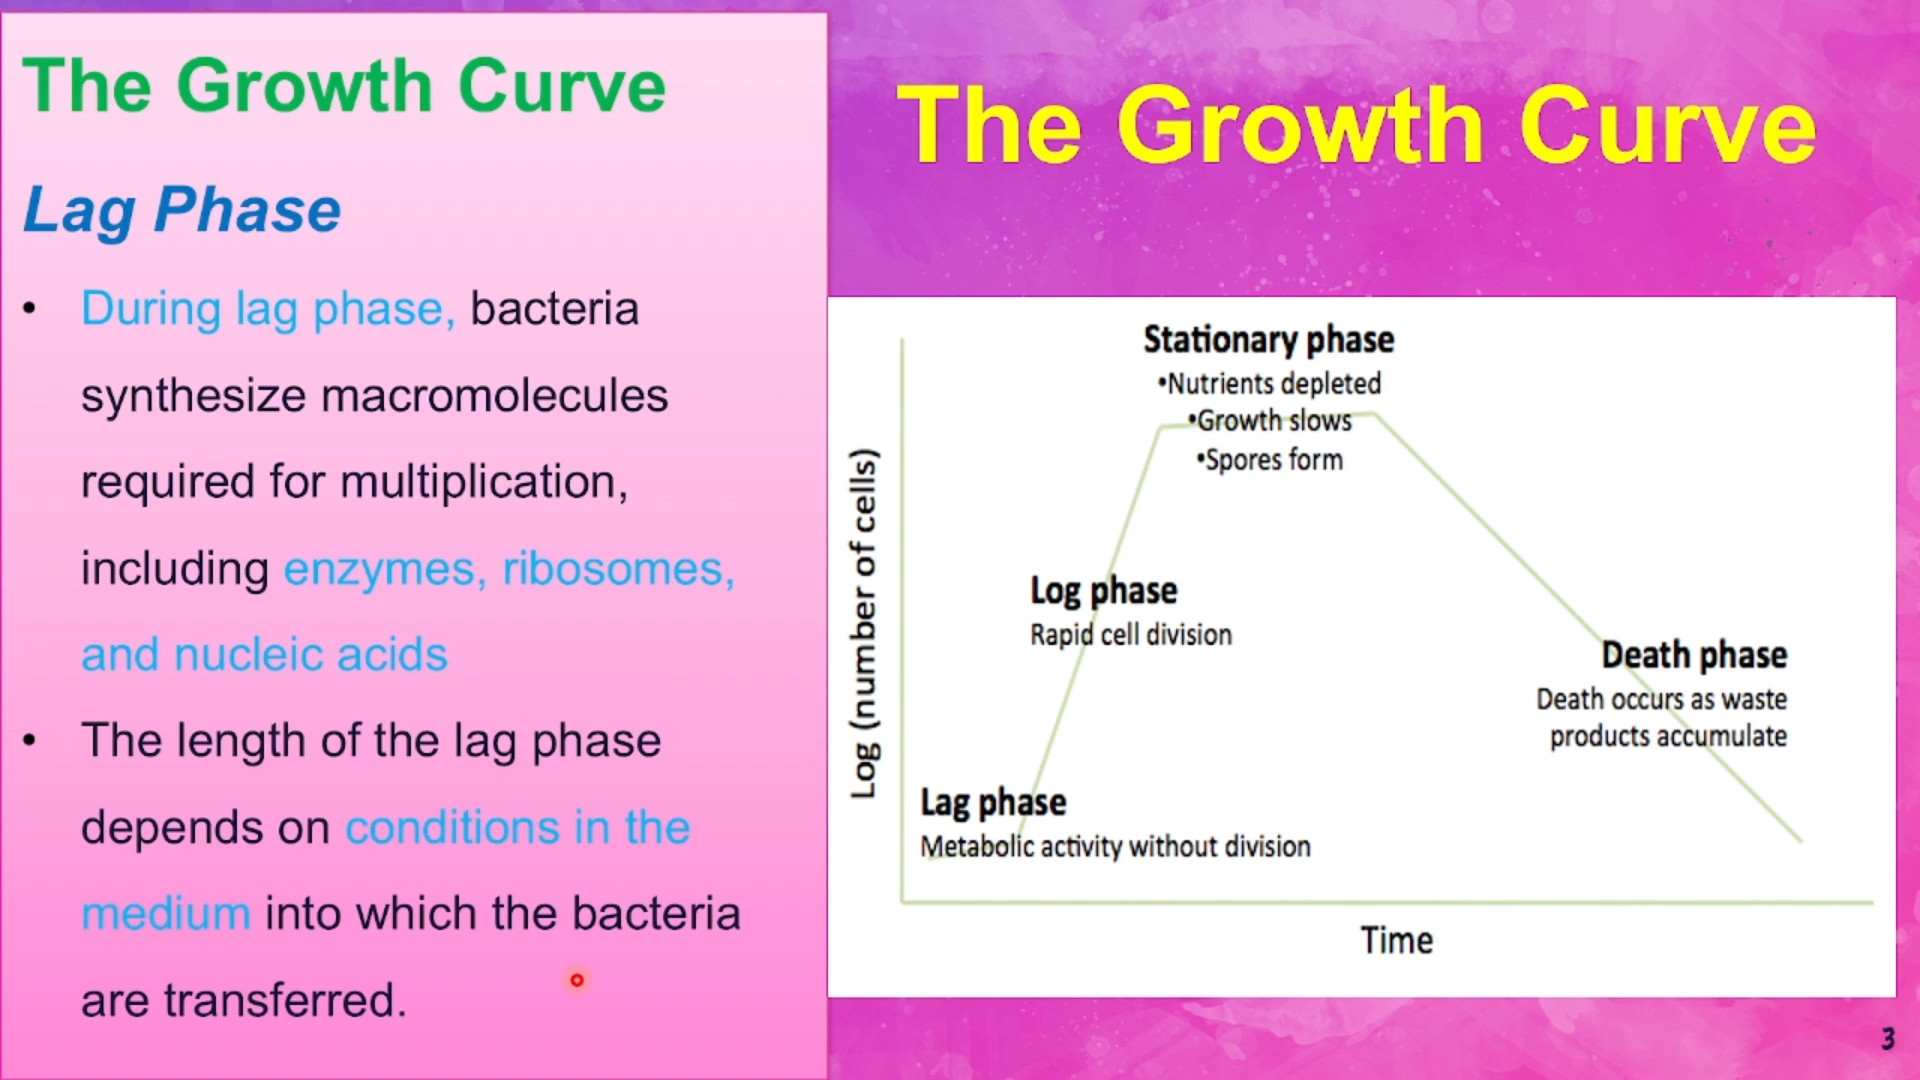 The Growth Curve
Lag Phase
• During lag phase, bacteria
synthesize macromolecules
required for multiplication,
including enzymes, ribosomes,
and nucleic acids
• The length of the lag phase
depends on conditions in the
medium into which the bacteria
are transferred.
The Growth Curve
Stationary phase
•Nutrients depleted
•Growth slows
•Spores form
Log (number of cells)
Log phase
Rapid cell division
Death phase
Death occurs as waste
products accumulate
Lag phase
Metabolic activity without division
Time
3